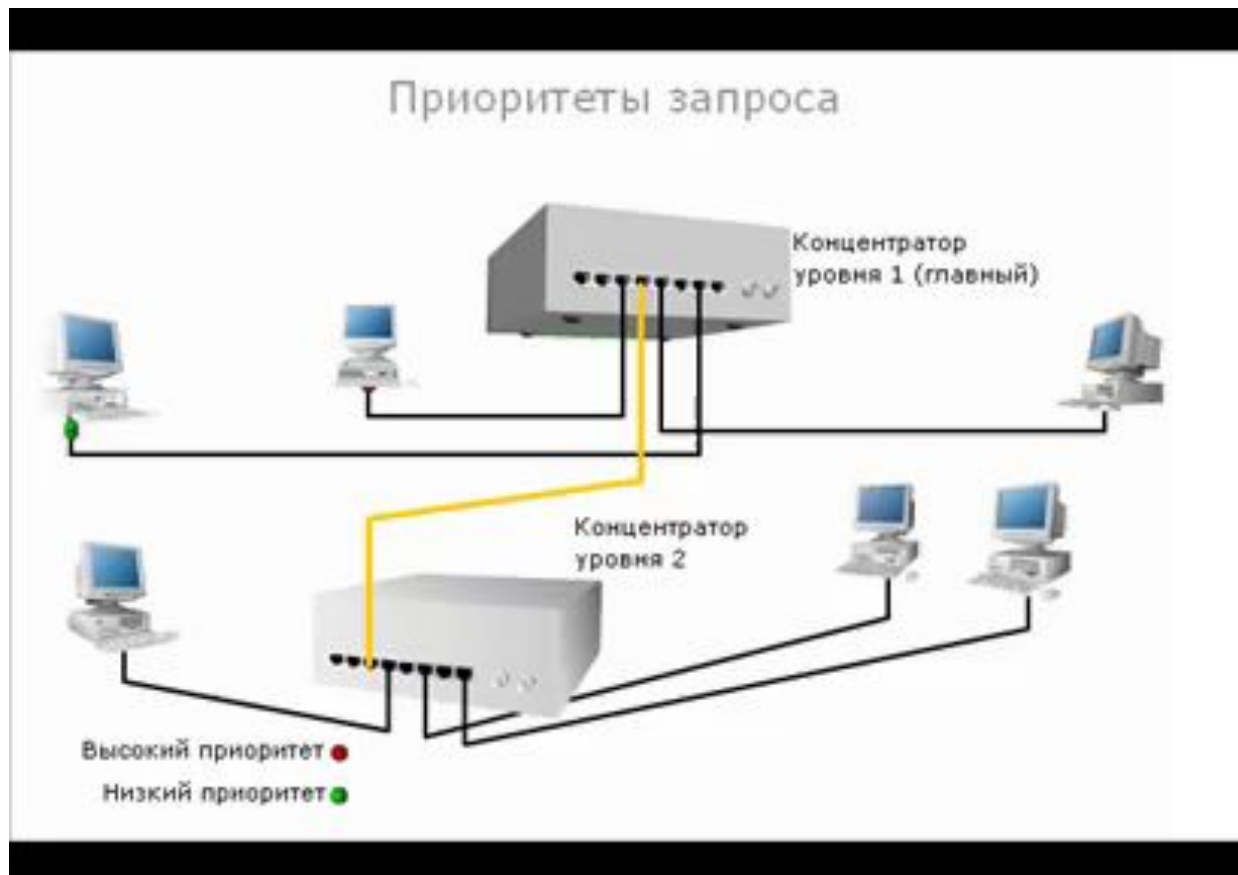 Приоритеты запроса
Концентратор
уровня 1 (главный)
Концентратор
уровня 2
Высокий приоритет
Низкий приоритет